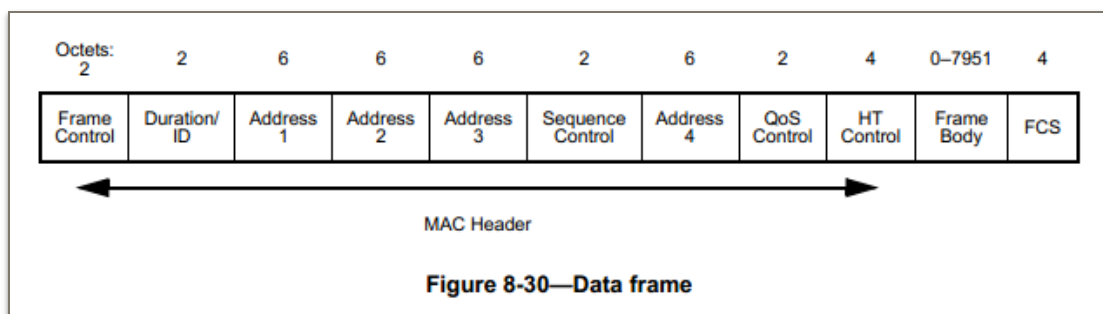 Octets:
2 2 6 6 6 2 6 2 4 0–7951 4
Frame Control Duration/ ID Address 1 Address 2 Address 3 Sequence Control Address 4 QoS Control HT Control Frame Body FCS
MAC Header
Figure 8-30—Data frame